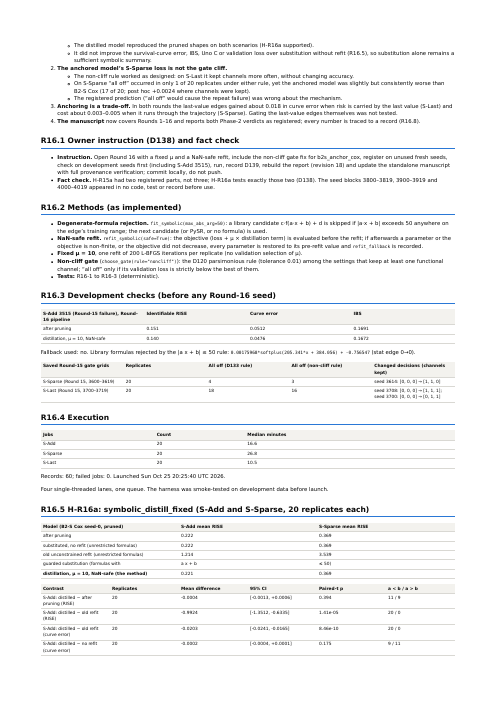 ◦ The distilled model reproduced the pruned shapes on both scenarios (H-R16a supported).
◦ It did not improve the survival-curve error, IBS, Uno C or validation loss over substitution without refit (R16.5), so substitution alone remains a
sufficient symbolic summary.
2. The anchored model's S-Sparse loss is not the gate cliff.
◦ The non-cliff rule worked as designed: on S-Last it kept channels more often, without changing accuracy.
◦ On S-Sparse "all off" occurred in only 1 of 20 replicates under either rule, yet the anchored model was slightly but consistently worse than
B2-S Cox (17 of 20; post hoc +0.0024 where channels were kept).
◦ The registered prediction ("all off" would cause the repeat failure) was wrong about the mechanism.
3. Anchoring is a trade-off. In both rounds the last-value edges gained about 0.018 in curve error when risk is carried by the last value (S-Last) and
cost about 0.003–0.005 when it runs through the trajectory (S-Sparse). Gating the last-value edges themselves was not tested.
4. The manuscript now covers Rounds 1–16 and reports both Phase-2 verdicts as registered; every number is traced to a record (R16.8).
R16.1 Owner instruction (D138) and fact check
• Instruction. Open Round 16 with a fixed μ and a NaN-safe refit, include the non-cliff gate fix for b2s_anchor_cox, register on unused fresh seeds,
check on development seeds first (including S-Add 3515), run, record D139, rebuild the report (revision 18) and update the standalone manuscript
with full provenance verification; commit locally, do not push.
• Fact check. H-R15a had two registered parts, not three; H-R16a tests exactly those two (D138). The seed blocks 3800–3819, 3900–3919 and
4000–4019 appeared in no code, test or record before use.
R16.2 Methods (as implemented)
• Degenerate-formula rejection. fit_symbolic(max_abs_arg=50): a library candidate c·f(a·x + b) + d is skipped if |a·x + b| exceeds 50 anywhere on
the edge's training range; the next candidate (or PySR, or no formula) is used.
• NaN-safe refit. refit_symbolic(safe=True): the objective (loss + μ × distillation term) is evaluated before the refit; if afterwards a parameter or the
objective is non-finite, or the objective did not decrease, every parameter is restored to its pre-refit value and refit_fallback is recorded.
• Fixed μ = 10, one refit of 200 L-BFGS iterations per replicate (no validation selection of μ).
• Non-cliff gate (choose_gate(rule="noncliff")): the D120 parsimonious rule (tolerance 0.01) among the settings that keep at least one functional
channel; "all off" only if its validation loss is strictly below the best of them.
• Tests: R16-1 to R16-3 (deterministic).
R16.3 Development checks (before any Round-16 seed)
S-Add 3515 (Round-15 failure), Round-16 pipeline Identifiable RISE Curve error IBS
after pruning 0.151 0.0512 0.1691
distillation, μ = 10, NaN-safe 0.140 0.0476 0.1672
Fallback used: no. Library formulas rejected by the |a x + b| ≤ 50 rule: 0.00175968*softplus(205.341*x + 384.056) + -0.756547 (stat edge 0→0).
Saved Round-15 gate grids Replicates All off (D133 rule) All off (non-cliff rule) Changed decisions (channels kept)
S-Sparse (Round 15, 3600–3619) 20 4 3 seed 3614: [0, 0, 0] → [1, 1, 0]
S-Last (Round 15, 3700–3719) 20 18 16 seed 3705: [0, 0, 0] → [1, 1, 1];
seed 3708: [0, 0, 0] → [1, 1, 1]
R16.4 Execution
Jobs Count Median minutes
S-Add 20 16.6
S-Sparse 20 26.8
S-Last 20 10.5
Records: 60; failed jobs: 0. Launched Sun Oct 25 20:25:40 UTC 2026.
Four single-threaded lanes, one queue. The harness was smoke-tested on development data before launch.
R16.5 H-R16a: symbolic_distill_fixed (S-Add and S-Sparse, 20 replicates each)
Model (B2-S Cox seed-0, pruned) S-Add mean RISE S-Sparse mean RISE
after pruning 0.222 0.369
substituted, no refit (unrestricted formulas) 0.222 0.369
old unconstrained refit (unrestricted formulas) 1.214 3.539
guarded substitution (formulas with a x + b ≤ 50)
distillation, μ = 10, NaN-safe (the method) 0.221 0.369
Contrast Replicates Mean difference 95% CI Paired-t p a < b / a > b
S-Add: distilled − after pruning (RISE) 20 -0.0004 [-0.0013, +0.0006] 0.394 11 / 9
S-Add: distilled − old refit (RISE) 20 -0.9924 [-1.3512, -0.6335] 1.41e-05 20 / 0
S-Add: distilled − old refit (curve error) 20 -0.0203 [-0.0241, -0.0165] 8.46e-10 20 / 0
S-Add: distilled − no refit (curve error) 20 -0.0002 [-0.0004, +0.0001] 0.175 9 / 11